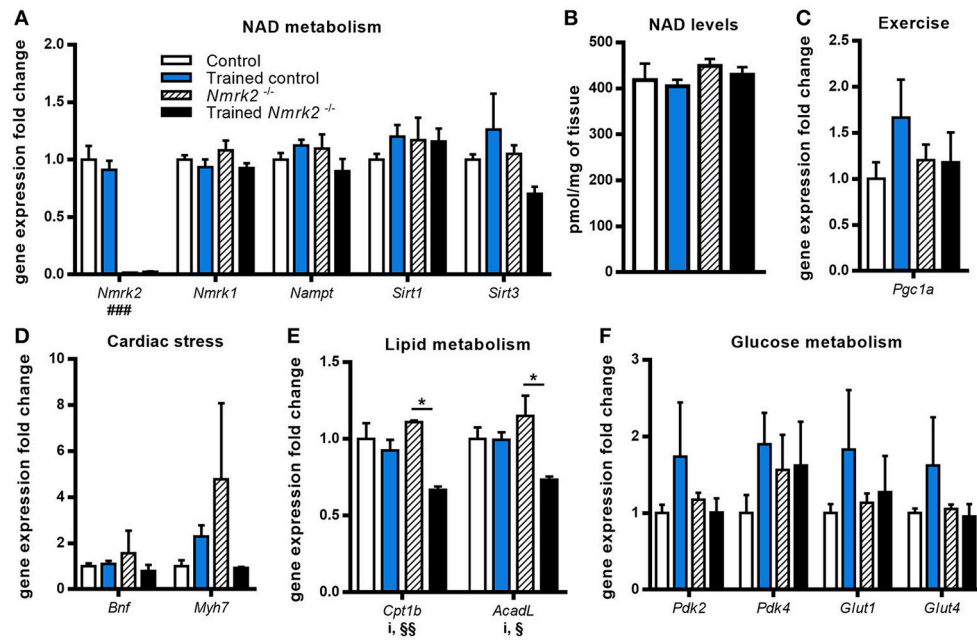 A
NAD metabolism
gene expression fold change
2.0
1.5
1.0
0.5
0.0
Control
Trained control
Nmrk2 -/-
Trained Nmrk2 -/-
Nmrk2
###
Nmrk1
Nampt
Sirt1
Sirt3
B
NAD levels
pmol/mg of tissue
500
400
300
200
100
0
C
Exercise
gene expression fold change
2.5
2.0
1.5
1.0
0.5
0.0
Pgc1a
D
Cardiac stress
gene expression fold change
10
8
6
4
2
0
Bnf
Myh7
E
Lipid metabolism
gene expression fold change
1.5
1.0
0.5
0.0
*
*
Cpt1b
i, §§
AcadL
i, §
F
Glucose metabolism
gene expression fold change
3
2
1
0
Pdk2
Pdk4
Glut1
Glut4